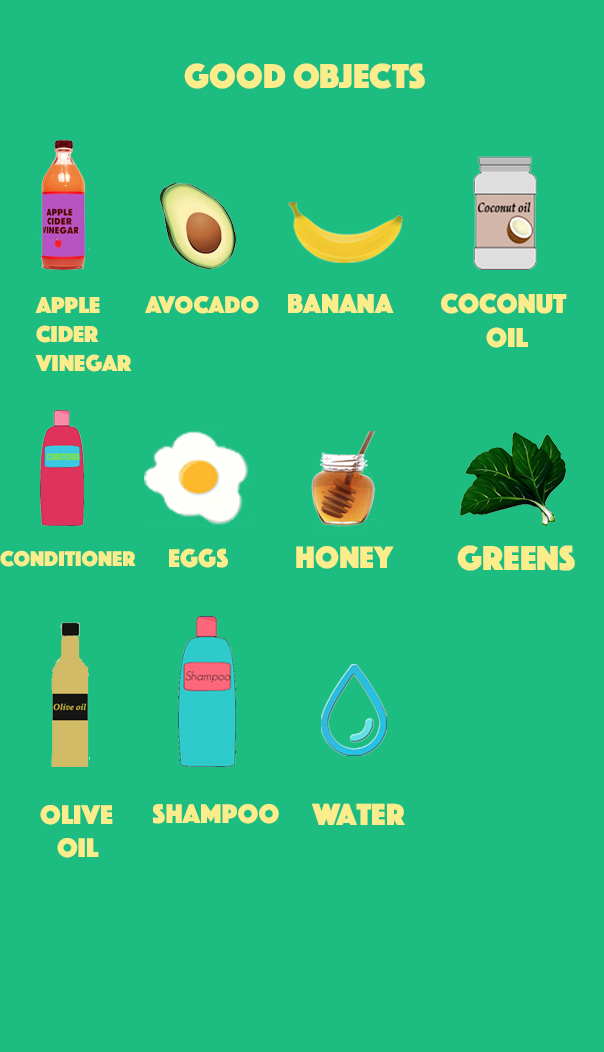 GOOD OBJECTS
APPLE
CIDER
VINEGAR
Coconut oil
APPLE
CIDER
VINEGAR
AVOCADO
BANANA
COCONUT
OIL
CONDITIONER
EGGS
HONEY
GREENS
Olive oil
Shampoo
OLIVE
OIL
SHAMPOO
WATER